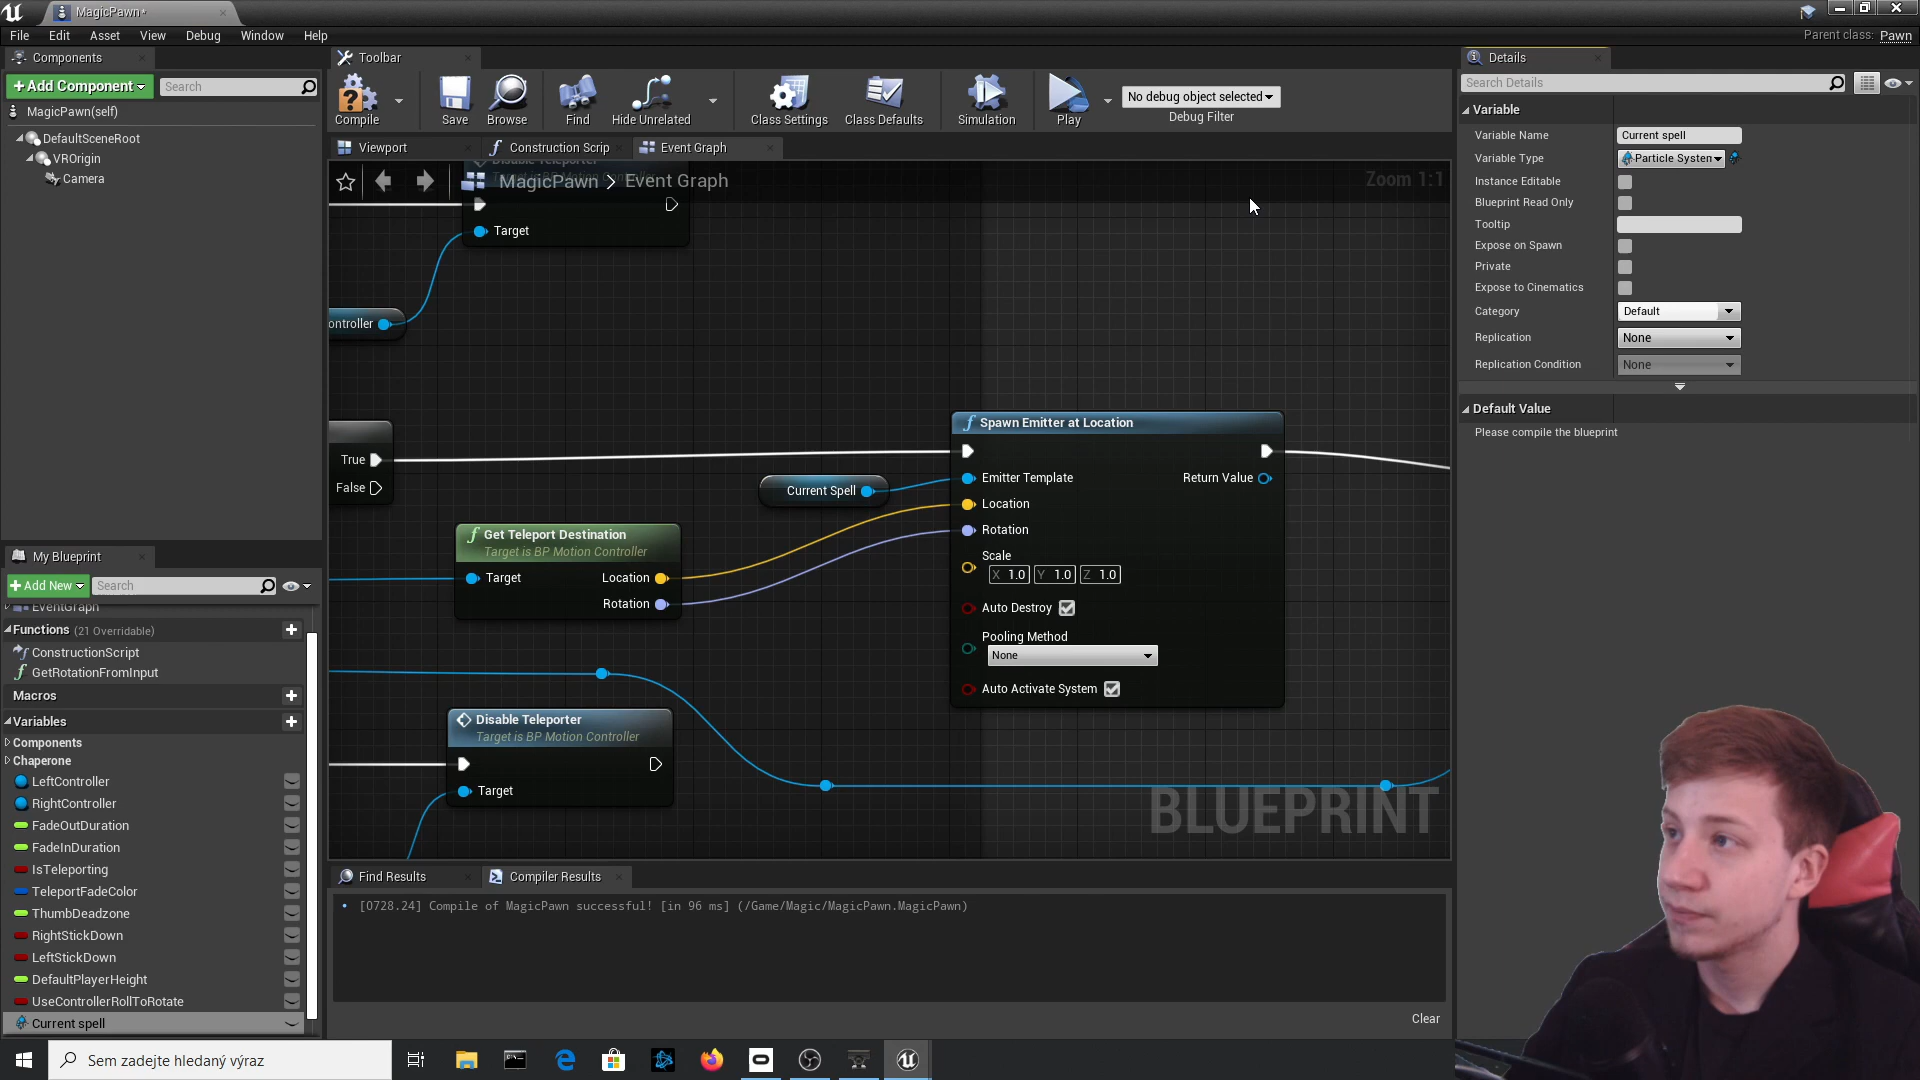 MagicPawn*
File Edit Asset View Debug Window Help
Parent class: Pawn
Components
Add Component
Search
MagicPawn(self)
DefaultSceneRoot
VROrigin
Camera
Toolbar
Compile
Save
Browse
Find
Hide Unrelated
Class Settings
Class Defaults
Simulation
Play
No debug object selected
Debug Filter
Viewport
Construction Scrip
Event Graph
MagicPawn > Event Graph
Zoom 1:1
Disable Teleporter
Target
ontroller
True
False
Get Teleport Destination
Target is BP Motion Controller
Target
Location
Rotation
Current Spell
Spawn Emitter at Location
Emitter Template
Return Value
Location
Rotation
Scale
X 1.0 Y 1.0 Z 1.0
Auto Destroy
Pooling Method
None
Auto Activate System
Disable Teleporter
Target is BP Motion Controller
Target
BLUEPRINT
My Blueprint
Add New
Search
EventGraph
Functions (21 Overridable)
ConstructionScript
GetRotationFromInput
Macros
Variables
Components
Chaperone
LeftController
RightController
FadeOutDuration
FadeInDuration
IsTeleporting
TeleportFadeColor
ThumbDeadzone
RightStickDown
LeftStickDown
DefaultPlayerHeight
UseControllerRollToRotate
Current spell
Find Results
Compiler Results
[0728.24] Compile of MagicPawn successful! [in 96 ms] (/Game/Magic/MagicPawn.MagicPawn)
Clear
Details
Search Details
Variable
Variable Name Current spell
Variable Type Particle System
Instance Editable
Blueprint Read Only
Tooltip
Expose on Spawn
Private
Expose to Cinematics
Category Default
Replication None
Replication Condition None
Default Value
Please compile the blueprint
Sem zadejte hledaný výraz